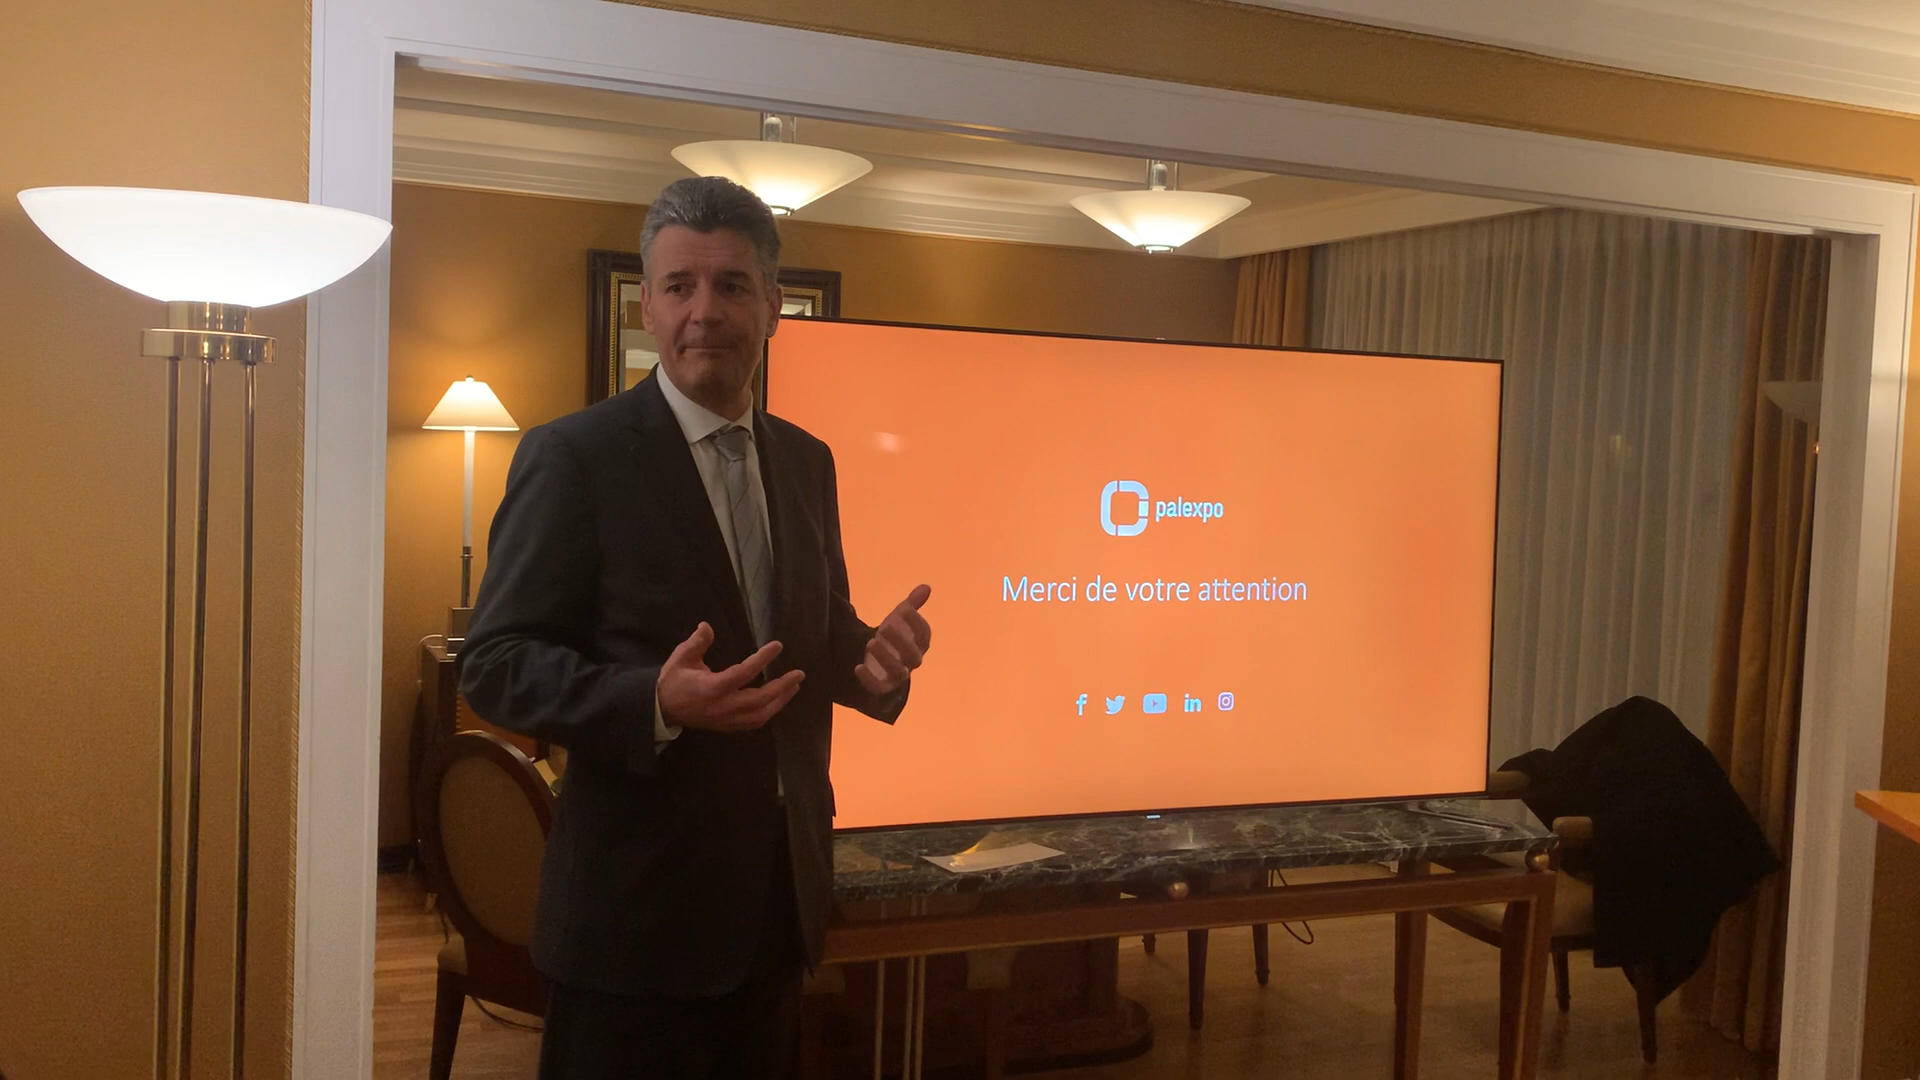 palexpo
Merci de votre attention